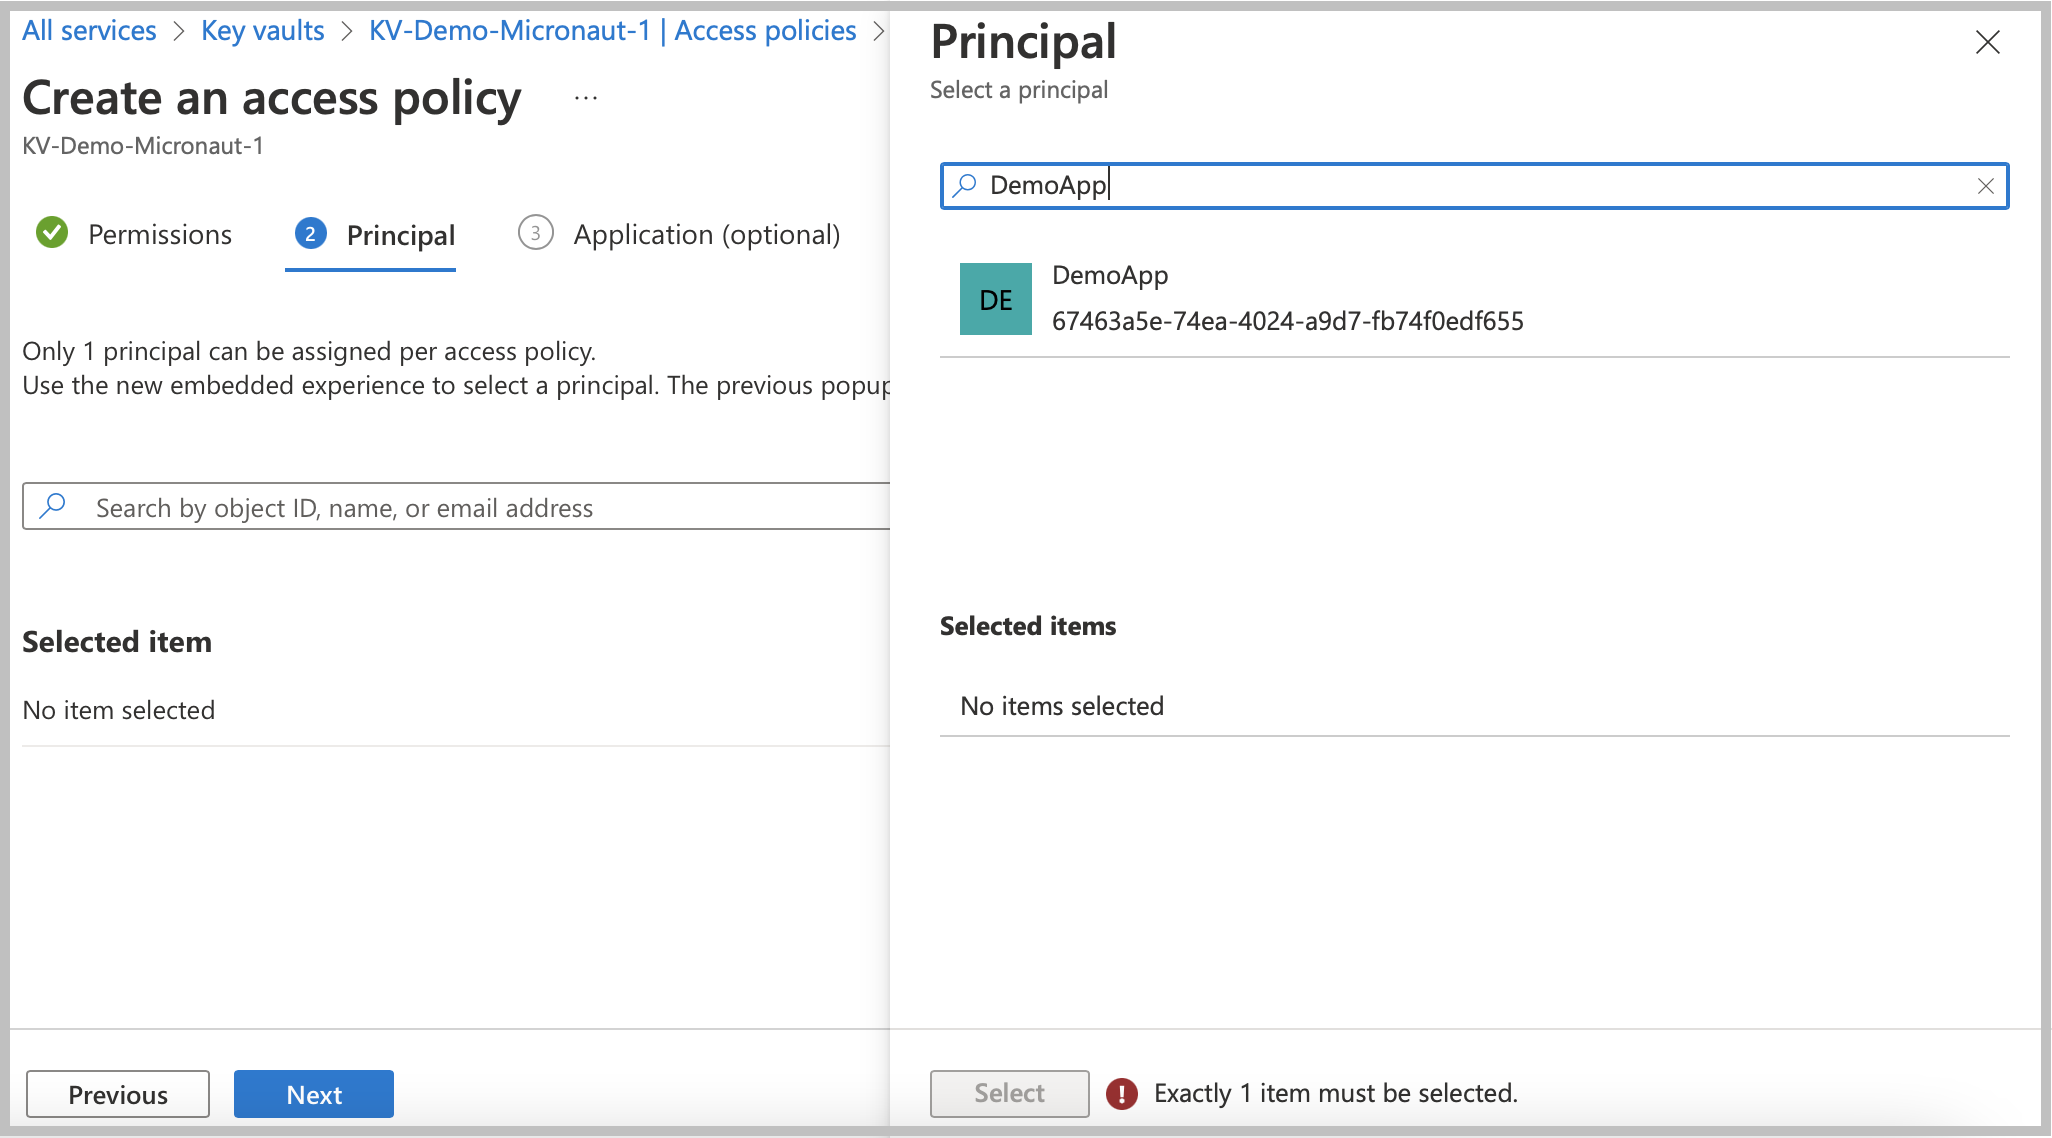 All services > Key vaults > KV-Demo-Micronaut-1 | Access policies >
Create an access policy ...
KV-Demo-Micronaut-1
Permissions
2 Principal
3 Application (optional)
Only 1 principal can be assigned per access policy.
Use the new embedded experience to select a principal. The previous popup
Search by object ID, name, or email address
Selected item
No item selected
Previous
Next
Principal
Select a principal
DemoApp
DE
DemoApp
67463a5e-74ea-4024-a9d7-fb74f0edf655
Selected items
No items selected
Select
! Exactly 1 item must be selected.